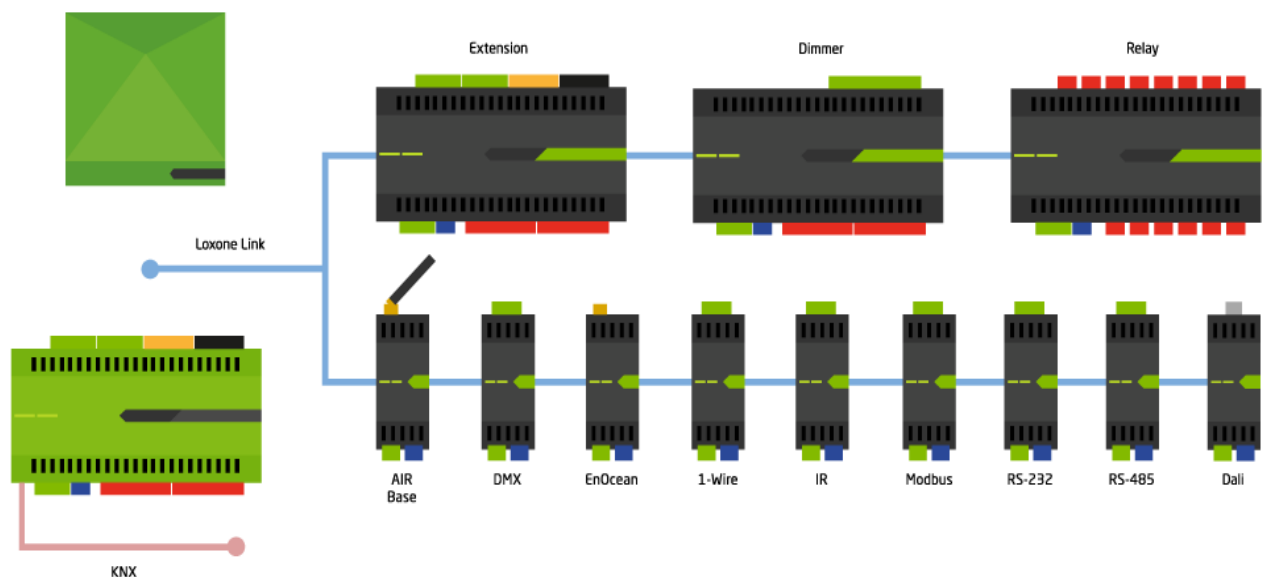 Extension
Dimmer
Relay
Loxone Link
AIR
Base
DMX
EnOcean
1-Wire
IR
Modbus
RS-232
RS-485
Dali
KNX